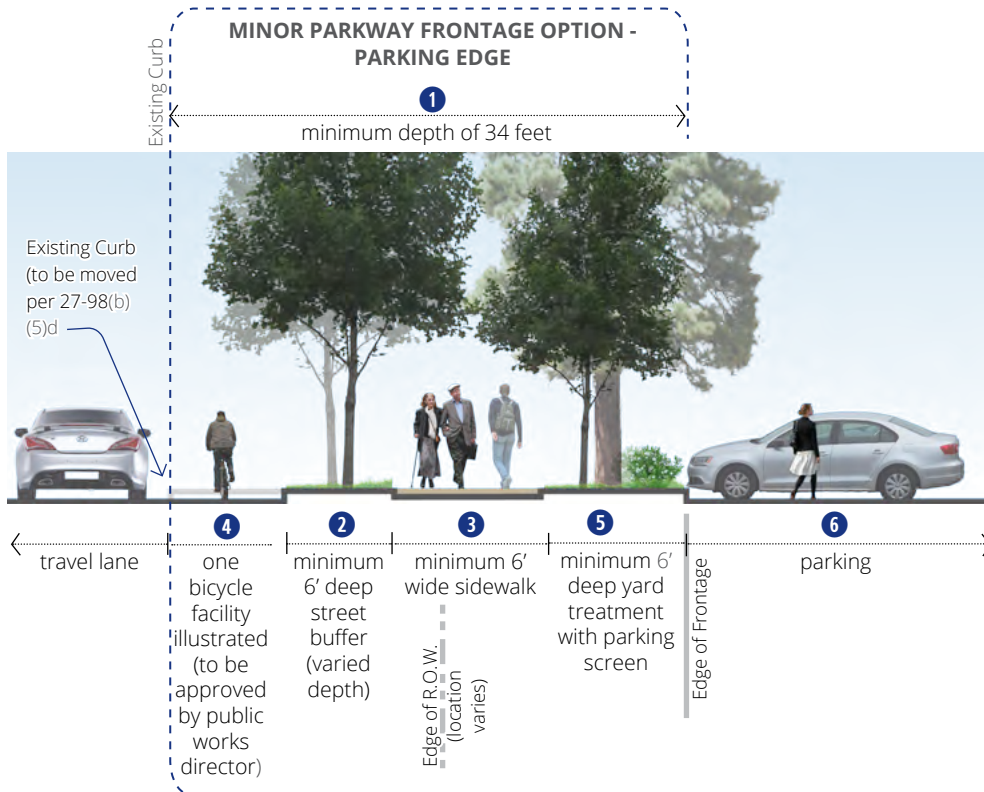 MINOR PARKWAY FRONTAGE OPTION -
PARKING EDGE
Existing Curb
1
minimum depth of 34 feet
Existing Curb
(to be moved
per 27-98(b)
(5)d
4
2
3
5
6
travel lane
one
bicycle
facility
illustrated
(to be
approved
by public
works
director)
minimum
6’ deep
street
buffer
(varied
depth)
minimum 6’
wide sidewalk
Edge of R.O.W.
(location
varies)
minimum 6’
deep yard
treatment
with parking
screen
Edge of Frontage
parking